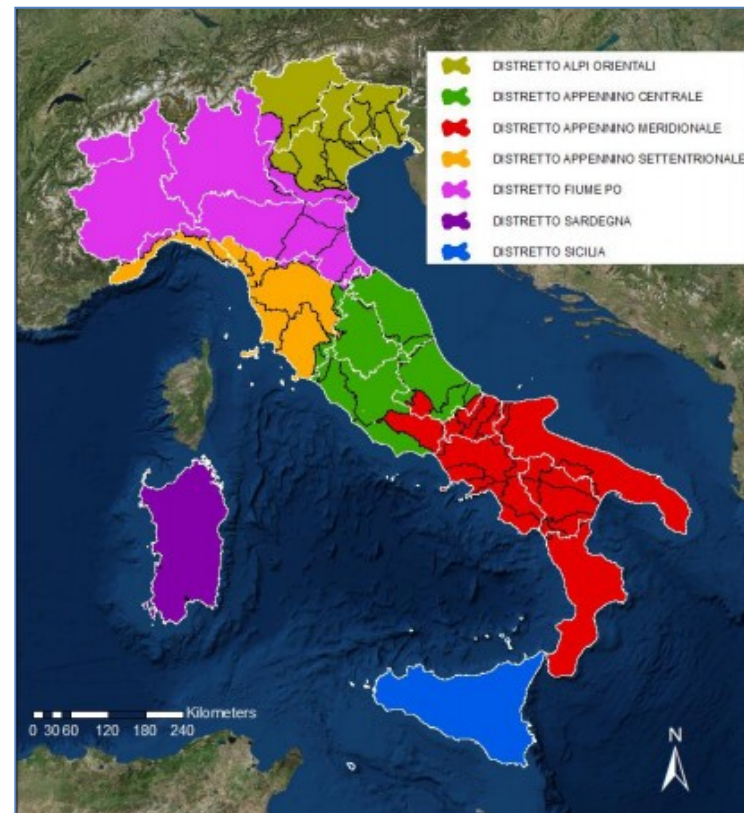 DISTRETTO ALPI ORIENTALI
DISTRETTO APPENNINO CENTRALE
DISTRETTO APPENNINO MERIDIONALE
DISTRETTO APPENNINO SETTENTRIONALE
DISTRETTO FIUME PO
DISTRETTO SARDEGNA
DISTRETTO SICILIA
Kilometers
0 30 60 120 180 240
N